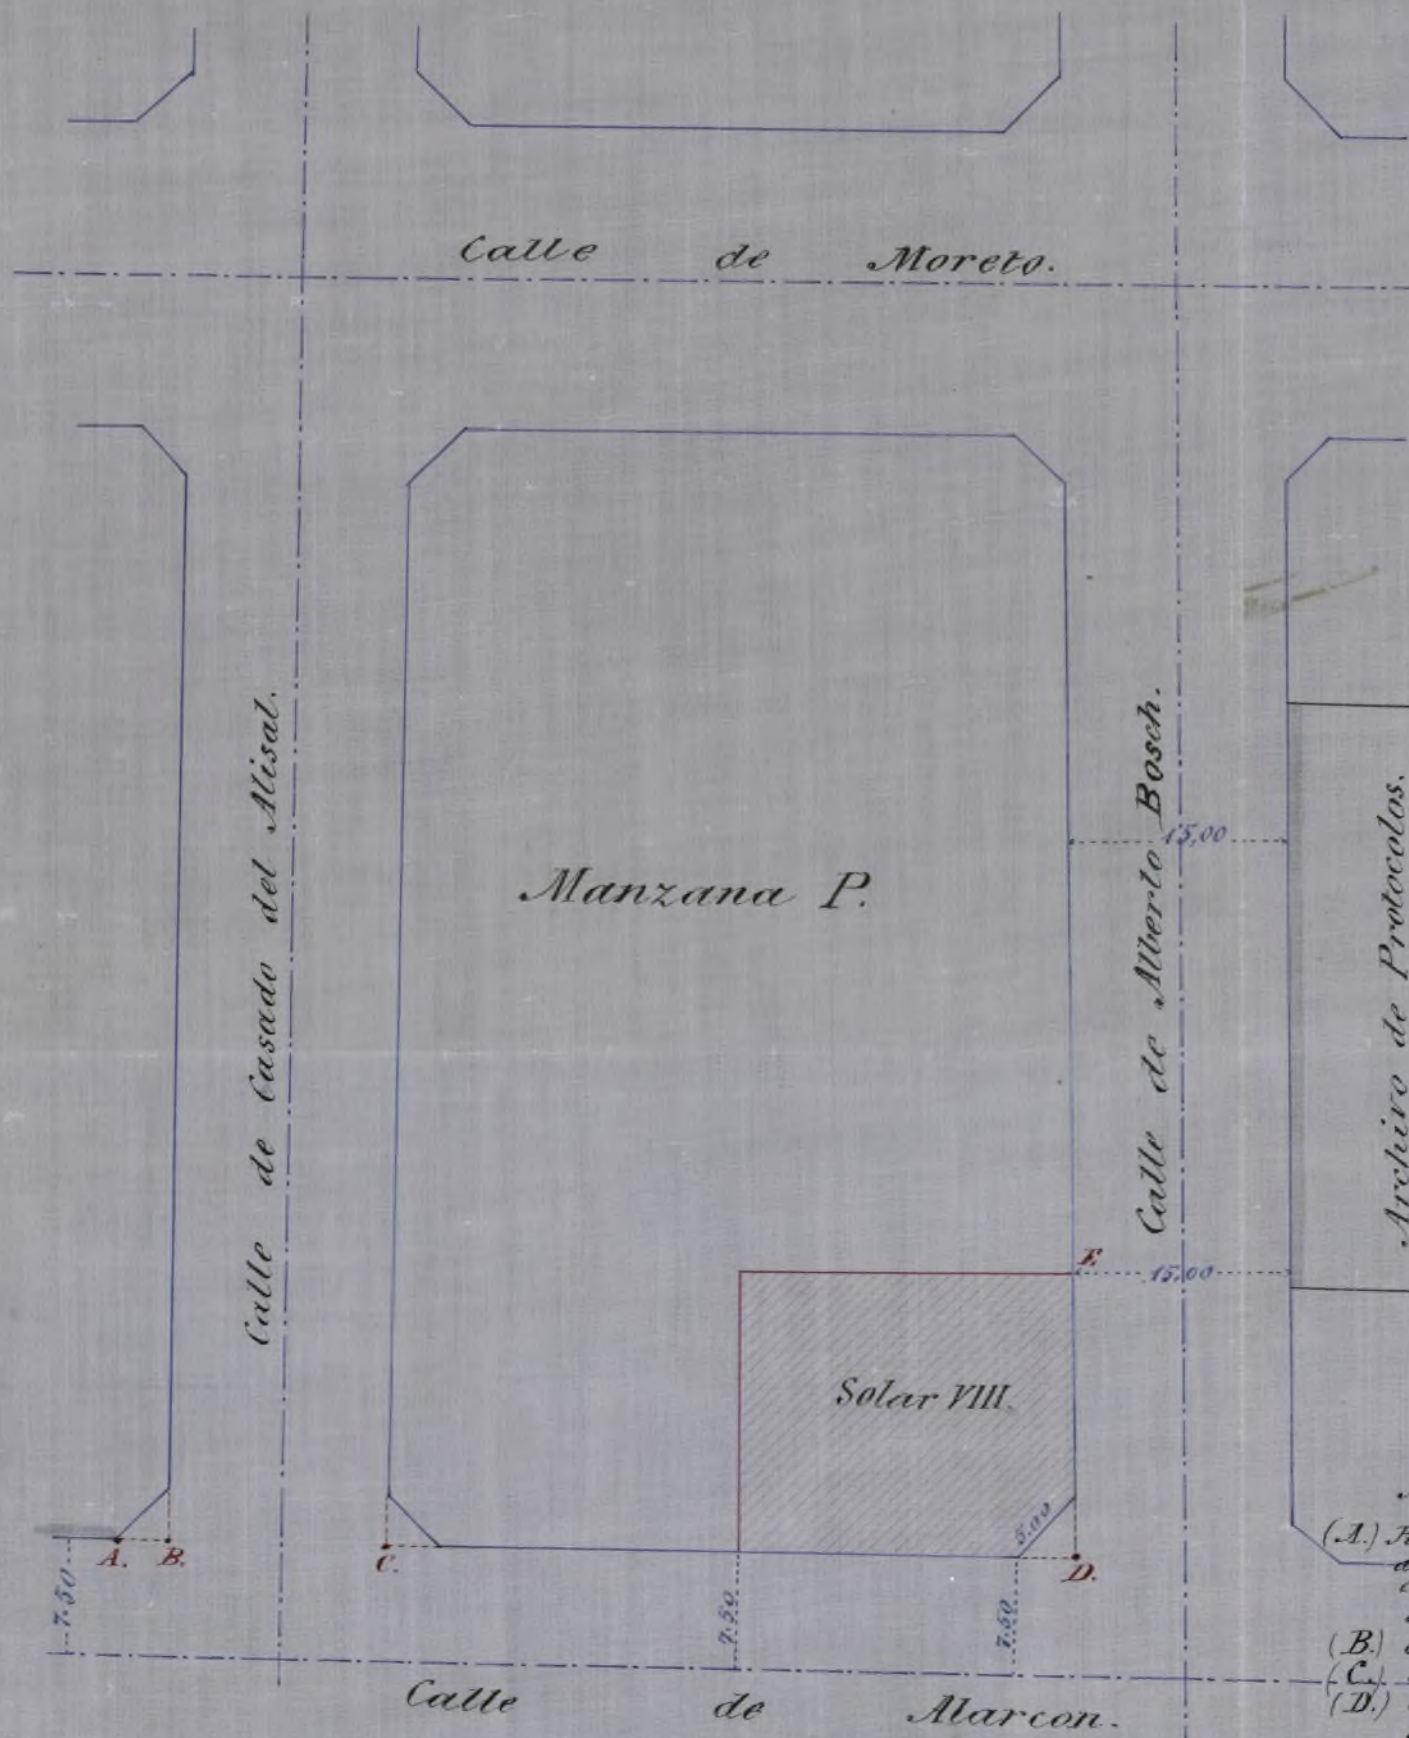 Calle de Moreto.
Calle de Casado del Alisal.
Manzana P.
Calle de Alberto Bosch.
15,00
Archivo de Protocolos.
E.
15,00
Solar VIII.
5.00
A.
B.
C.
D.
7.50
7.50
7.50
(A.)
(B.)
(C.)
(D.)
Calle de Alarcon.